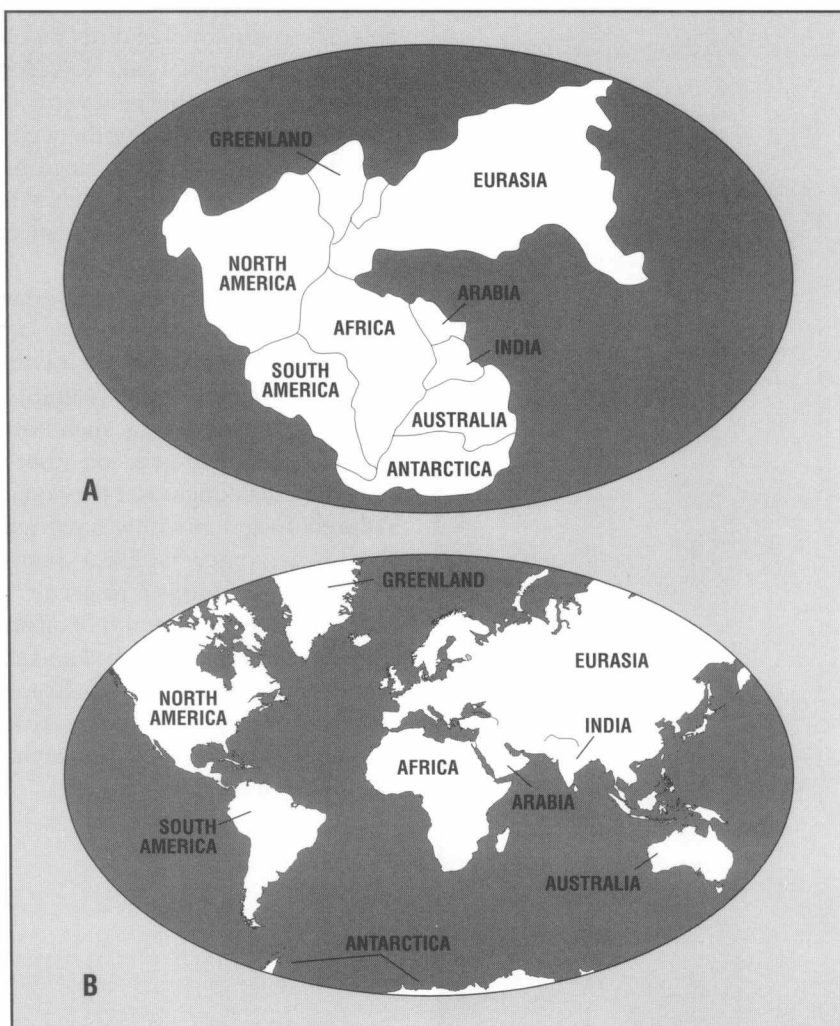 GREENLAND
EURASIA
NORTH
AMERICA
ARABIA
AFRICA
INDIA
SOUTH
AMERICA
AUSTRALIA
ANTARCTICA
A
GREENLAND
EURASIA
NORTH
AMERICA
INDIA
AFRICA
ARABIA
SOUTH
AMERICA
AUSTRALIA
ANTARCTICA
B